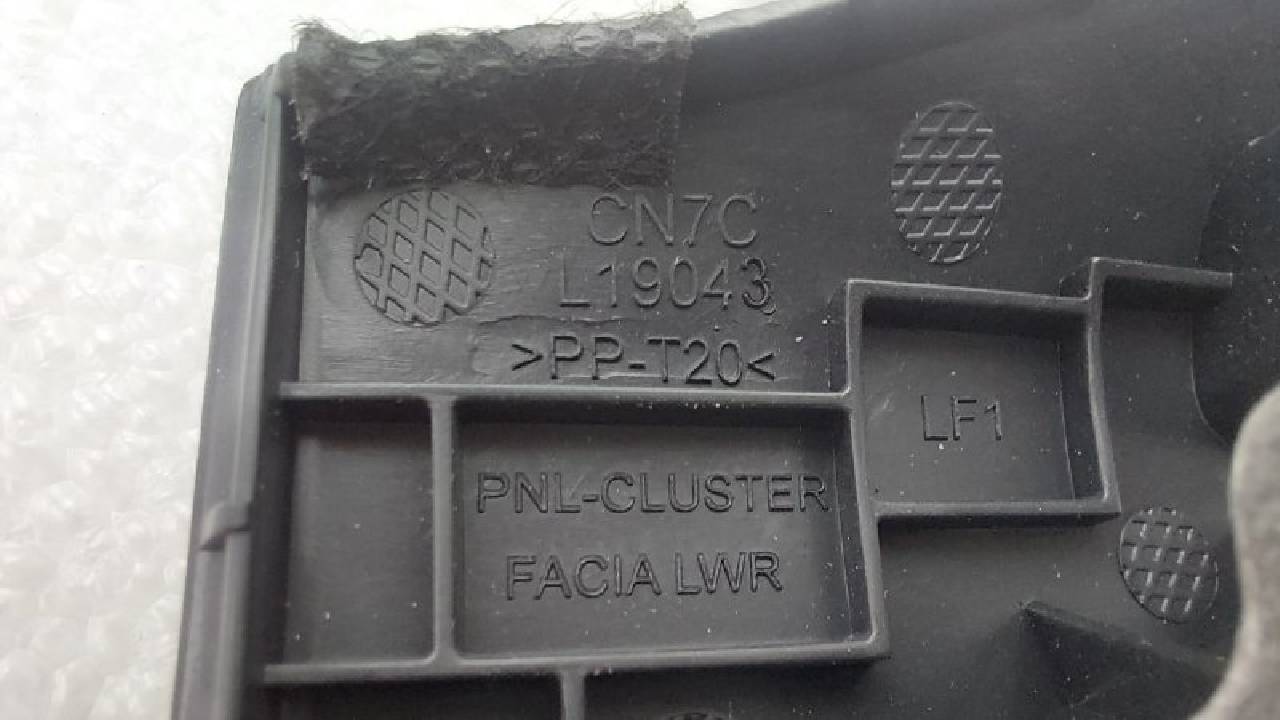 CN7C
L19043
>PP-T20<
LF1
PNL-CLUSTER
FACIA LWR